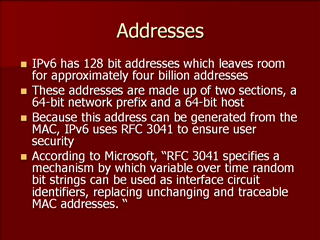 Addresses
IPv6 has 128 bit addresses which leaves room
for approximately four billion addresses
These addresses are made up of two sections, a
64-bit network prefix and a 64-bit host
Because this address can be generated from the
MAC, IPv6 uses RFC 3041 to ensure user
security
According to Microsoft, “RFC 3041 specifies a
mechanism by which variable over time random
bit strings can be used as interface circuit
identifiers, replacing unchanging and traceable
MAC addresses. “